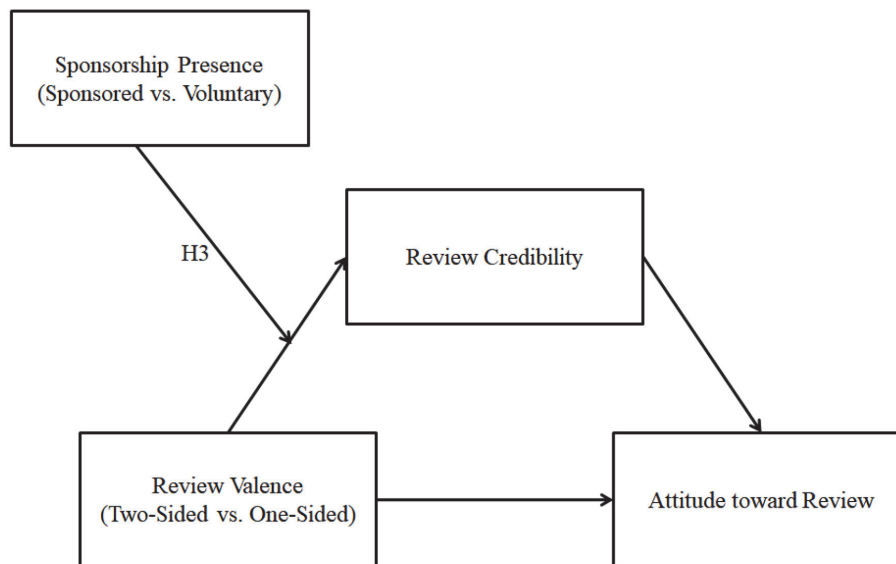 Sponsorship Presence
(Sponsored vs. Voluntary)
H3
Review Credibility
Review Valence
(Two-Sided vs. One-Sided)
Attitude toward Review